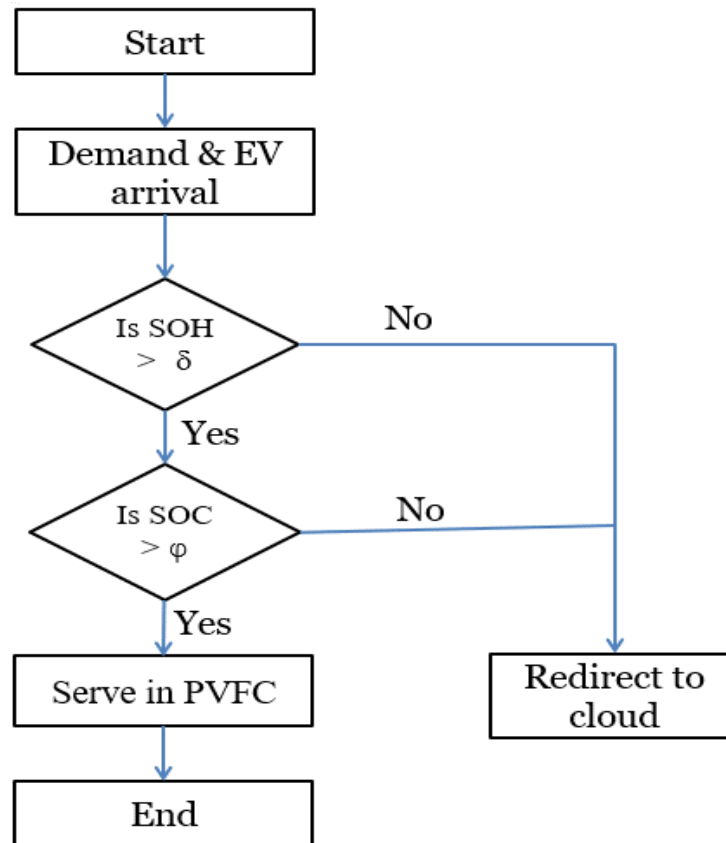 Start
Demand & EV
arrival
Is SOH
> δ
No
Yes
Is SOC
> φ
No
Yes
Serve in PVFC
Redirect to
cloud
End